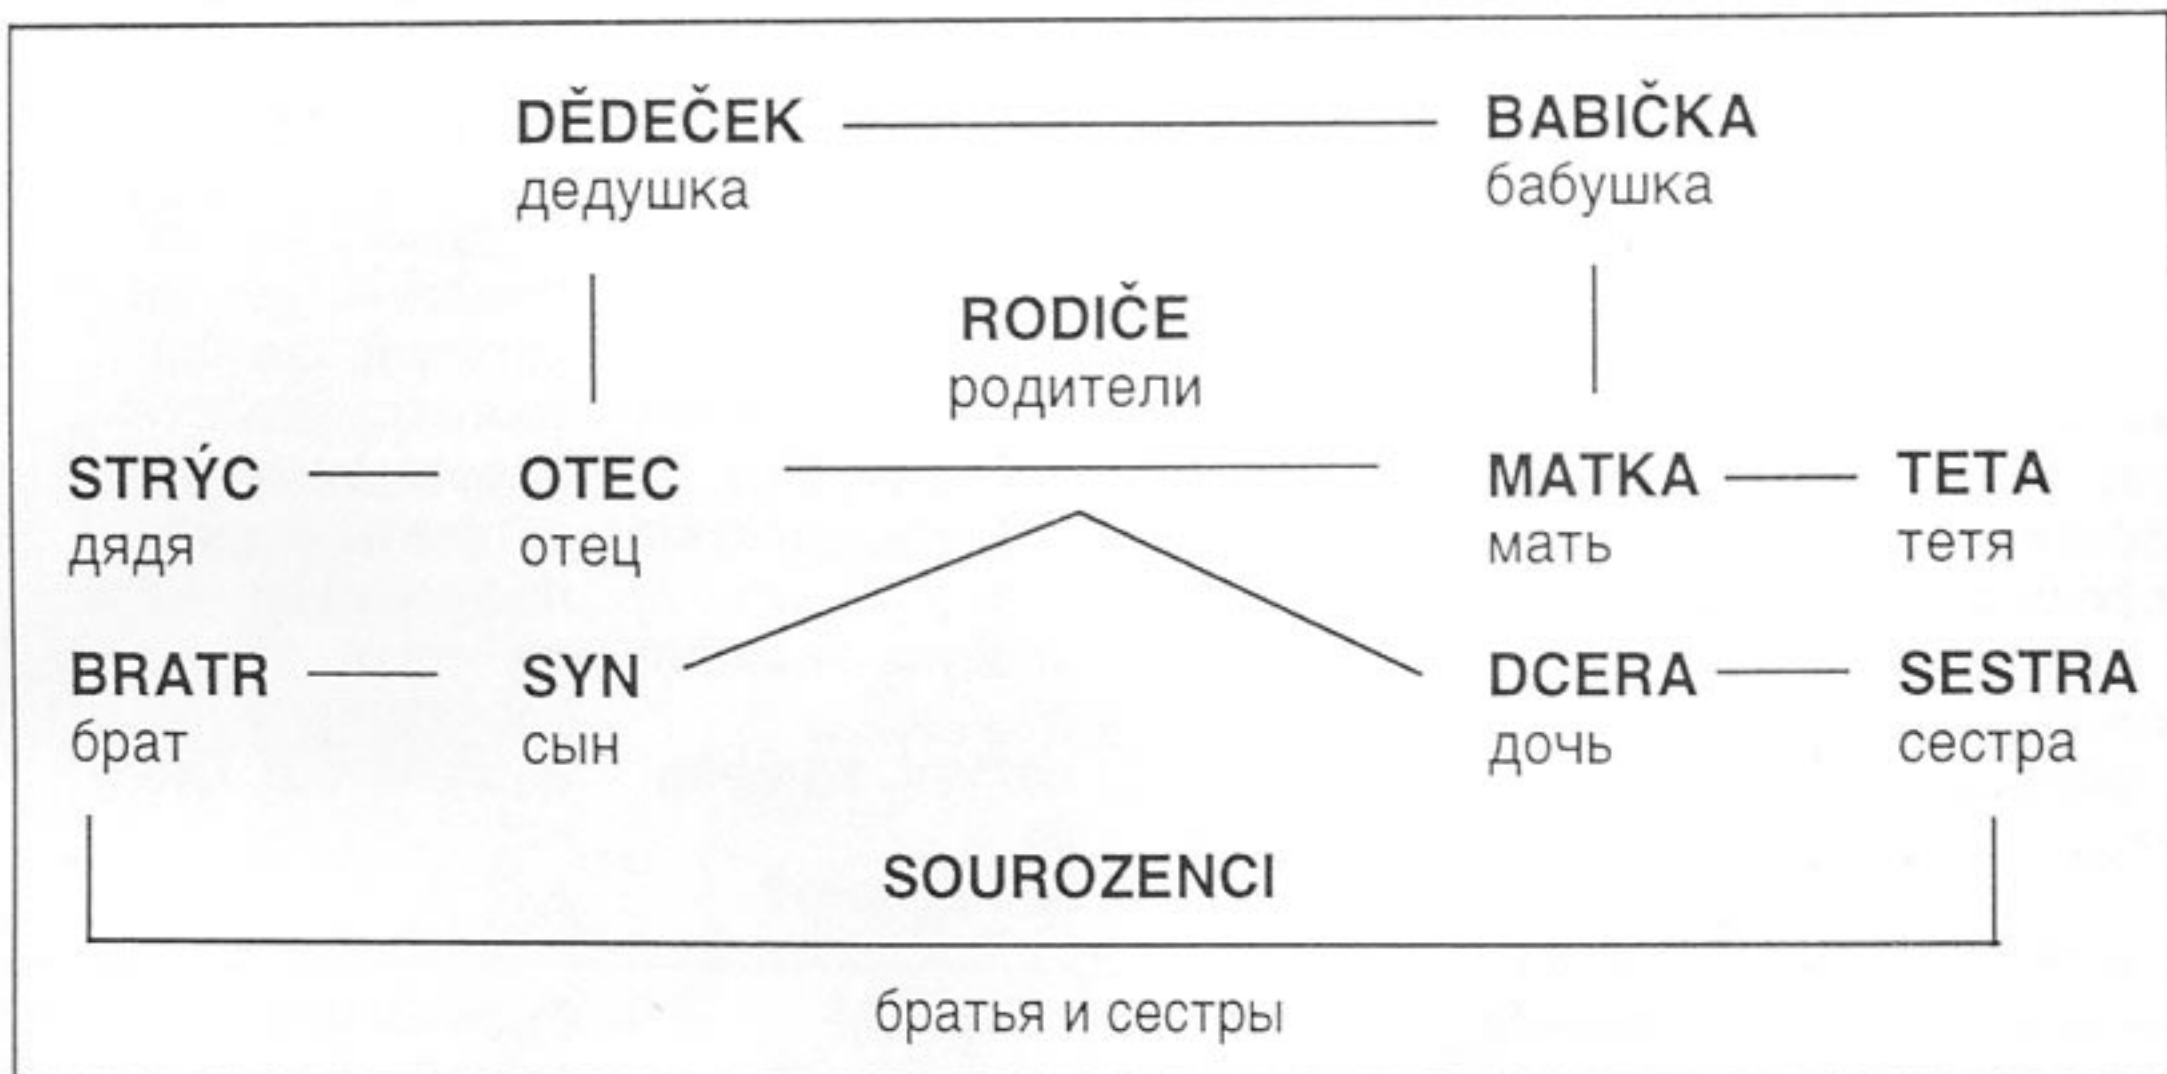 DĚDEČEK BABIČKA
дедушка бабушка
RODIČE
родители
STRÝC OTEC MATKA TETA
дядя отец мать тетя
BRATR SYN DCERA SESTRA
брат сын дочь сестра
SOUROZENCI
братья и сестры